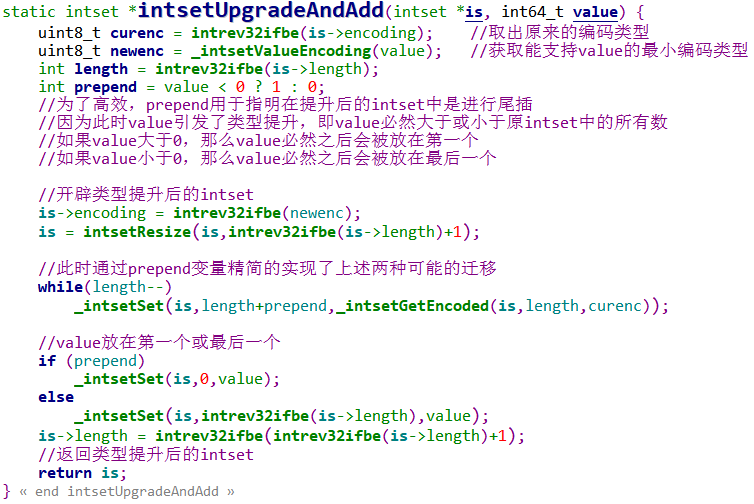 static intset *intsetUpgradeAndAdd(intset *is, int64_t value) {
    uint8_t curenc = intrev32ifbe(is->encoding);    //取出原来的编码类型
    uint8_t newenc = _intsetValueEncoding(value);   //获取能支持value的最小编码类型
    int length = intrev32ifbe(is->length);
    int prepend = value < 0 ? 1 : 0;
    //为了高效，prepend用于指明在提升后的intset中是进行尾插
    //因为此时value引发了类型提升，即value必然大于或小于原intset中的所有数
    //如果value大于0，那么value必然之后会被放在第一个
    //如果value小于0，那么value必然之后会被放在最后一个
    //开辟类型提升后的intset
    is->encoding = intrev32ifbe(newenc);
    is = intsetResize(is,intrev32ifbe(is->length)+1);
    //此时通过prepend变量精简的实现了上述两种可能的迁移
    while(length--)
        _intsetSet(is,length+prepend,_intsetGetEncoded(is,length,curenc));
    //value放在第一个或最后一个
    if (prepend)
        _intsetSet(is,0,value);
    else
        _intsetSet(is,intrev32ifbe(is->length),value);
    is->length = intrev32ifbe(intrev32ifbe(is->length)+1);
    //返回类型提升后的intset
    return is;
} « end intsetUpgradeAndAdd »